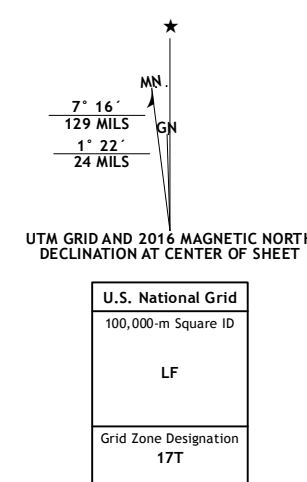 ★
MN
GN
7° 16´
129 MILS
1° 22´
24 MILS
UTM GRID AND 2016 MAGNETIC NORTH
DECLINATION AT CENTER OF SHEET
U.S. National Grid
100,000-m Square ID
LF
Grid Zone Designation
17T